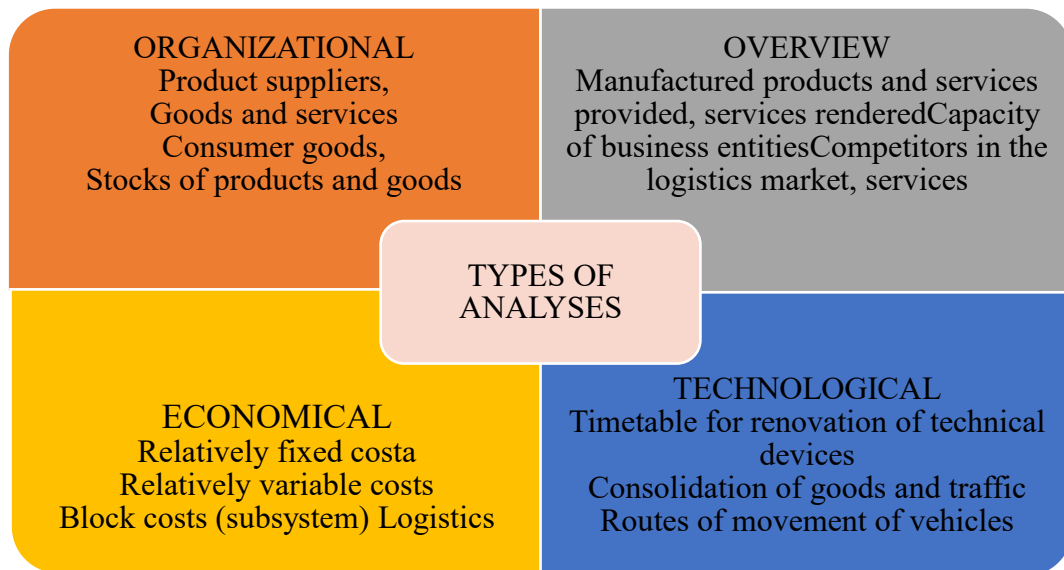 ORGANIZATIONAL
Product suppliers,
Goods and services
Consumer goods,
Stocks of products and goods
OVERVIEW
Manufactured products and services
provided, services renderedCapacity
of business entitiesCompetitors in the
logistics market, services
TYPES OF
ANALYSES
ECONOMICAL
Relatively fixed costa
Relatively variable costs
Block costs (subsystem) Logistics
TECHNOLOGICAL
Timetable for renovation of technical
devices
Consolidation of goods and traffic
Routes of movement of vehicles